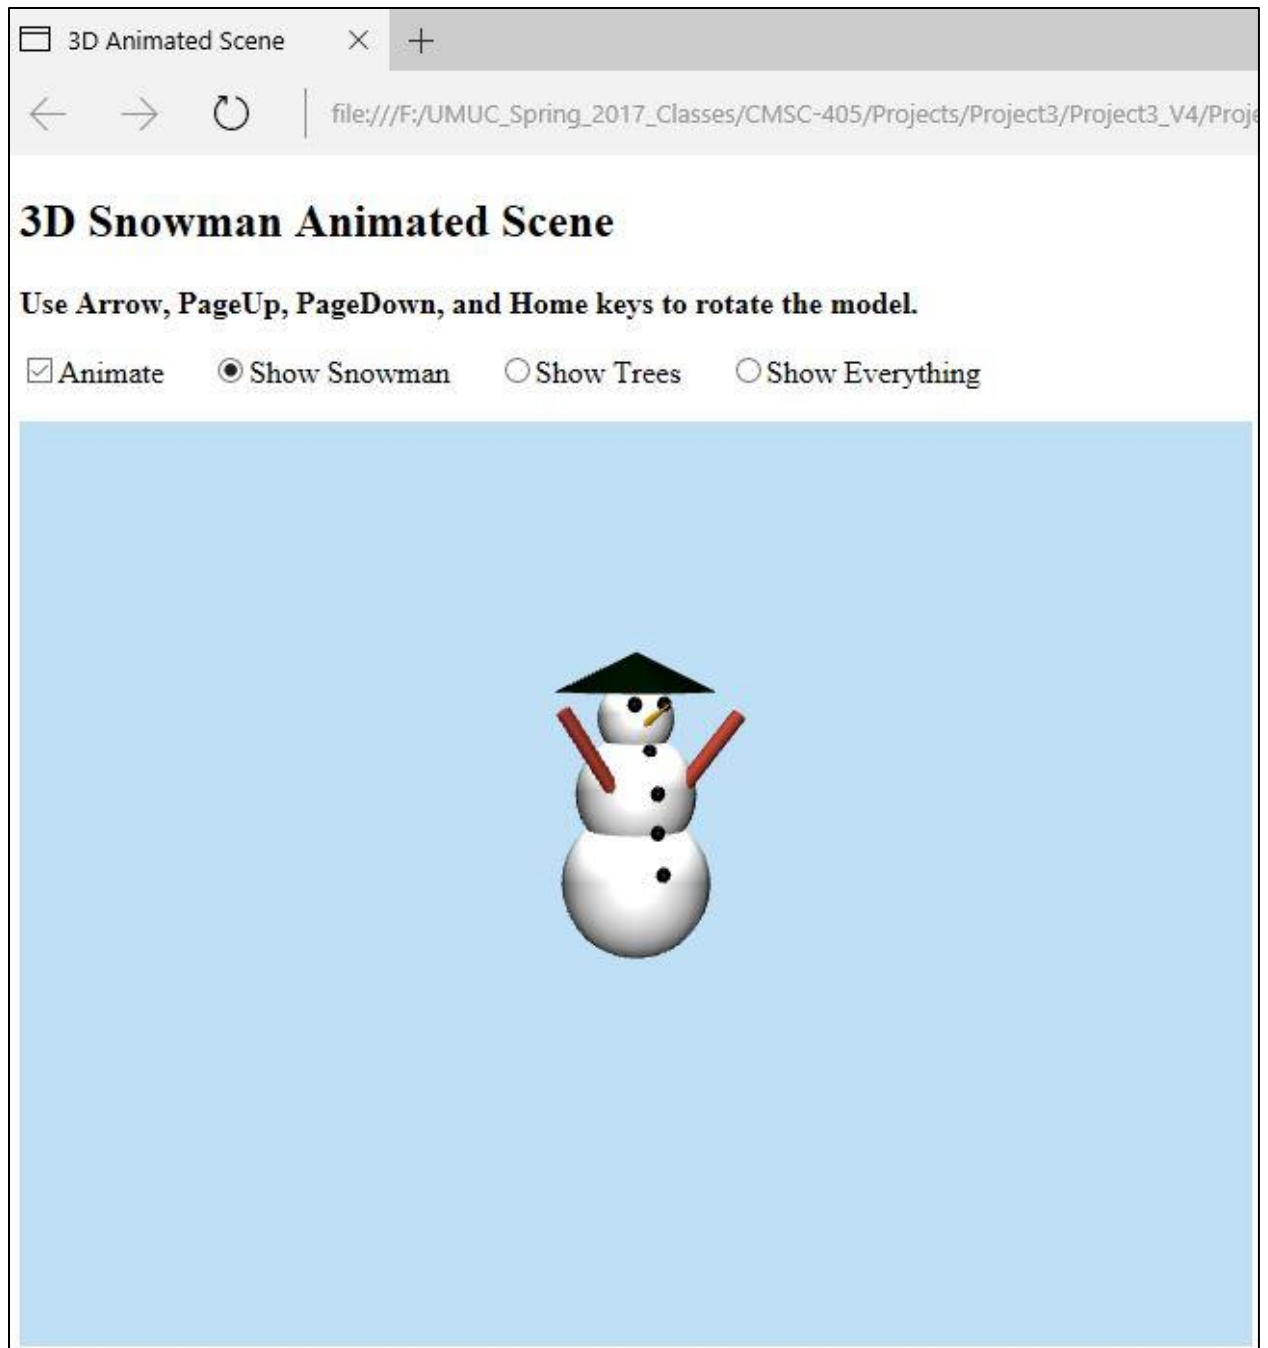 3D Animated Scene
file:///F:/UMUC_Spring_2017_Classes/CMSC-405/Projects/Project3/Project3_V4/Proje
3D Snowman Animated Scene
Use Arrow, PageUp, PageDown, and Home keys to rotate the model.
Animate Show Snowman Show Trees Show Everything